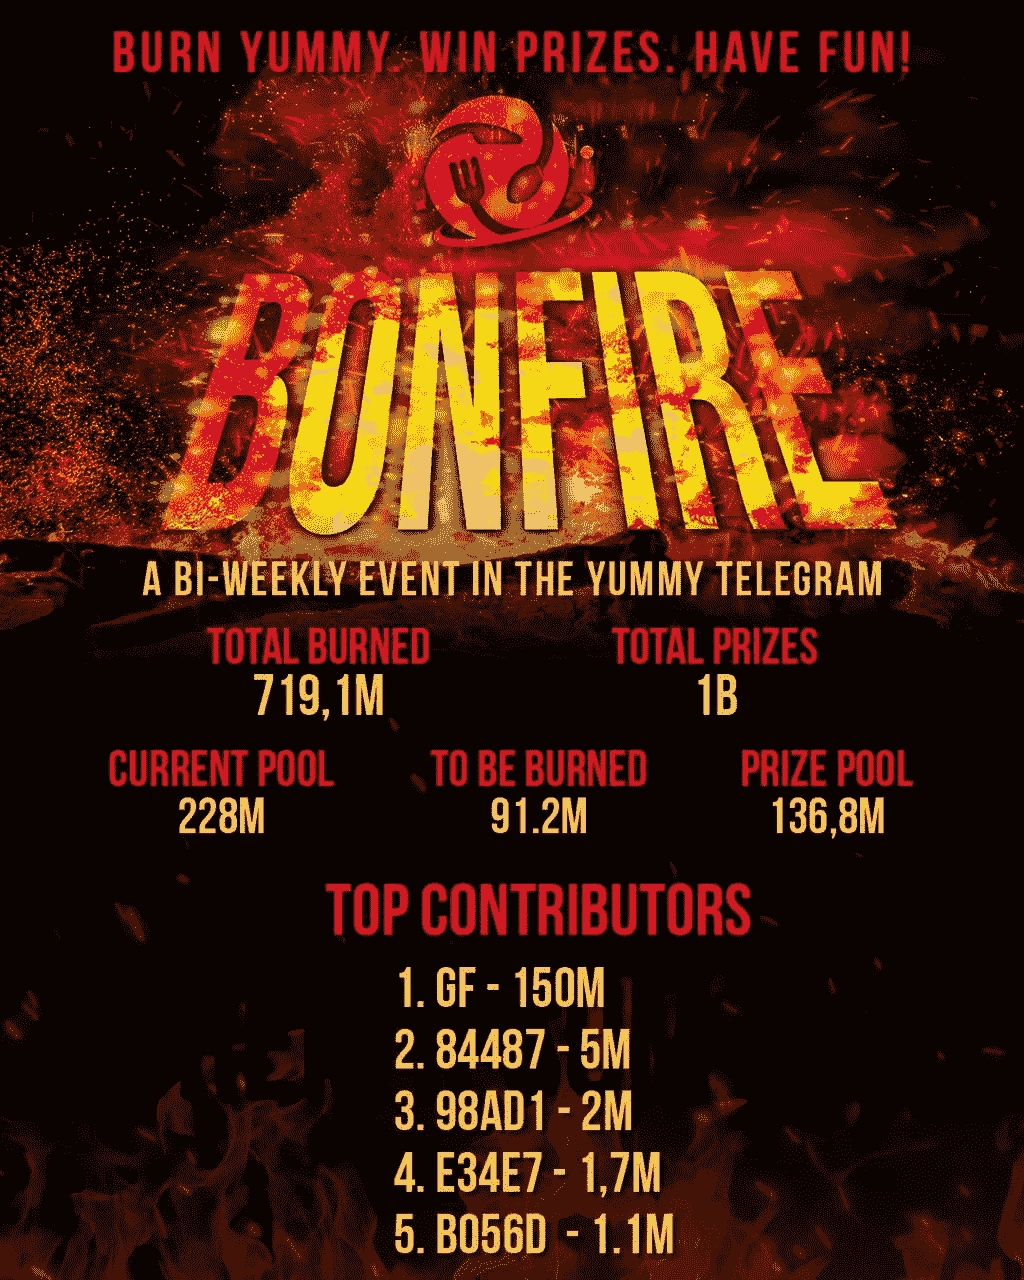 BURN YUMMY. WIN PRIZES. HAVE FUN!
BONFIRE
A BI-WEEKLY EVENT IN THE YUMMY TELEGRAM
TOTAL BURNED
719,1M
TOTAL PRIZES
1B
CURRENT POOL
228M
TO BE BURNED
91.2M
PRIZE POOL
136,8M
TOP CONTRIBUTORS
1. GF - 150M
2. 84487 - 5M
3. 98AD1 - 2M
4. E34E7 - 1,7M
5. B056D - 1.1M